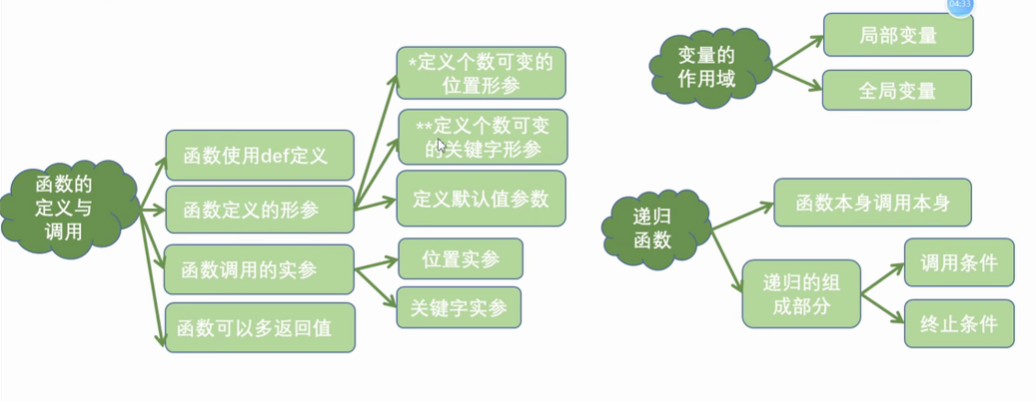 04:33
函数的
定义与
调用
函数使用def定义
函数定义的形参
函数调用的实参
函数可以多返回值
*定义个数可变的
位置形参
**定义个数可变
的关键字形参
定义默认值参数
位置实参
关键字实参
变量的
作用域
局部变量
全局变量
递归
函数
函数本身调用本身
递归的组
成部分
调用条件
终止条件